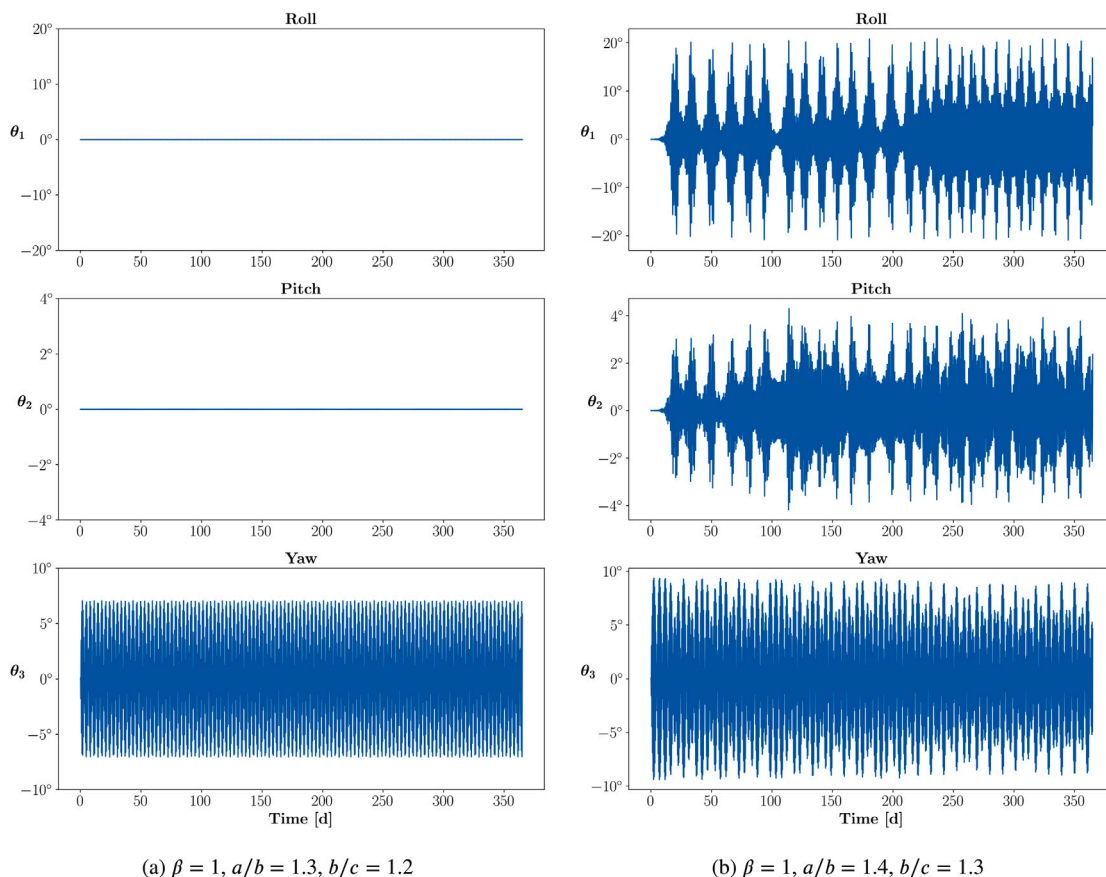 Roll
20°
10°
θ₁ 0°
−10°
−20°
0 50 100 150 200 250 300 350
Pitch
4°
2°
θ₂ 0°
−2°
−4°
0 50 100 150 200 250 300 350
Yaw
10°
5°
θ₃ 0°
−5°
−10°
0 50 100 150 200 250 300 350
Time [d]
(a) β = 1, a/b = 1.3, b/c = 1.2
Roll
20°
10°
θ₁ 0°
−10°
−20°
0 50 100 150 200 250 300 350
Pitch
4°
2°
θ₂ 0°
−2°
−4°
0 50 100 150 200 250 300 350
Yaw
10°
5°
θ₃ 0°
−5°
−10°
0 50 100 150 200 250 300 350
Time [d]
(b) β = 1, a/b = 1.4, b/c = 1.3